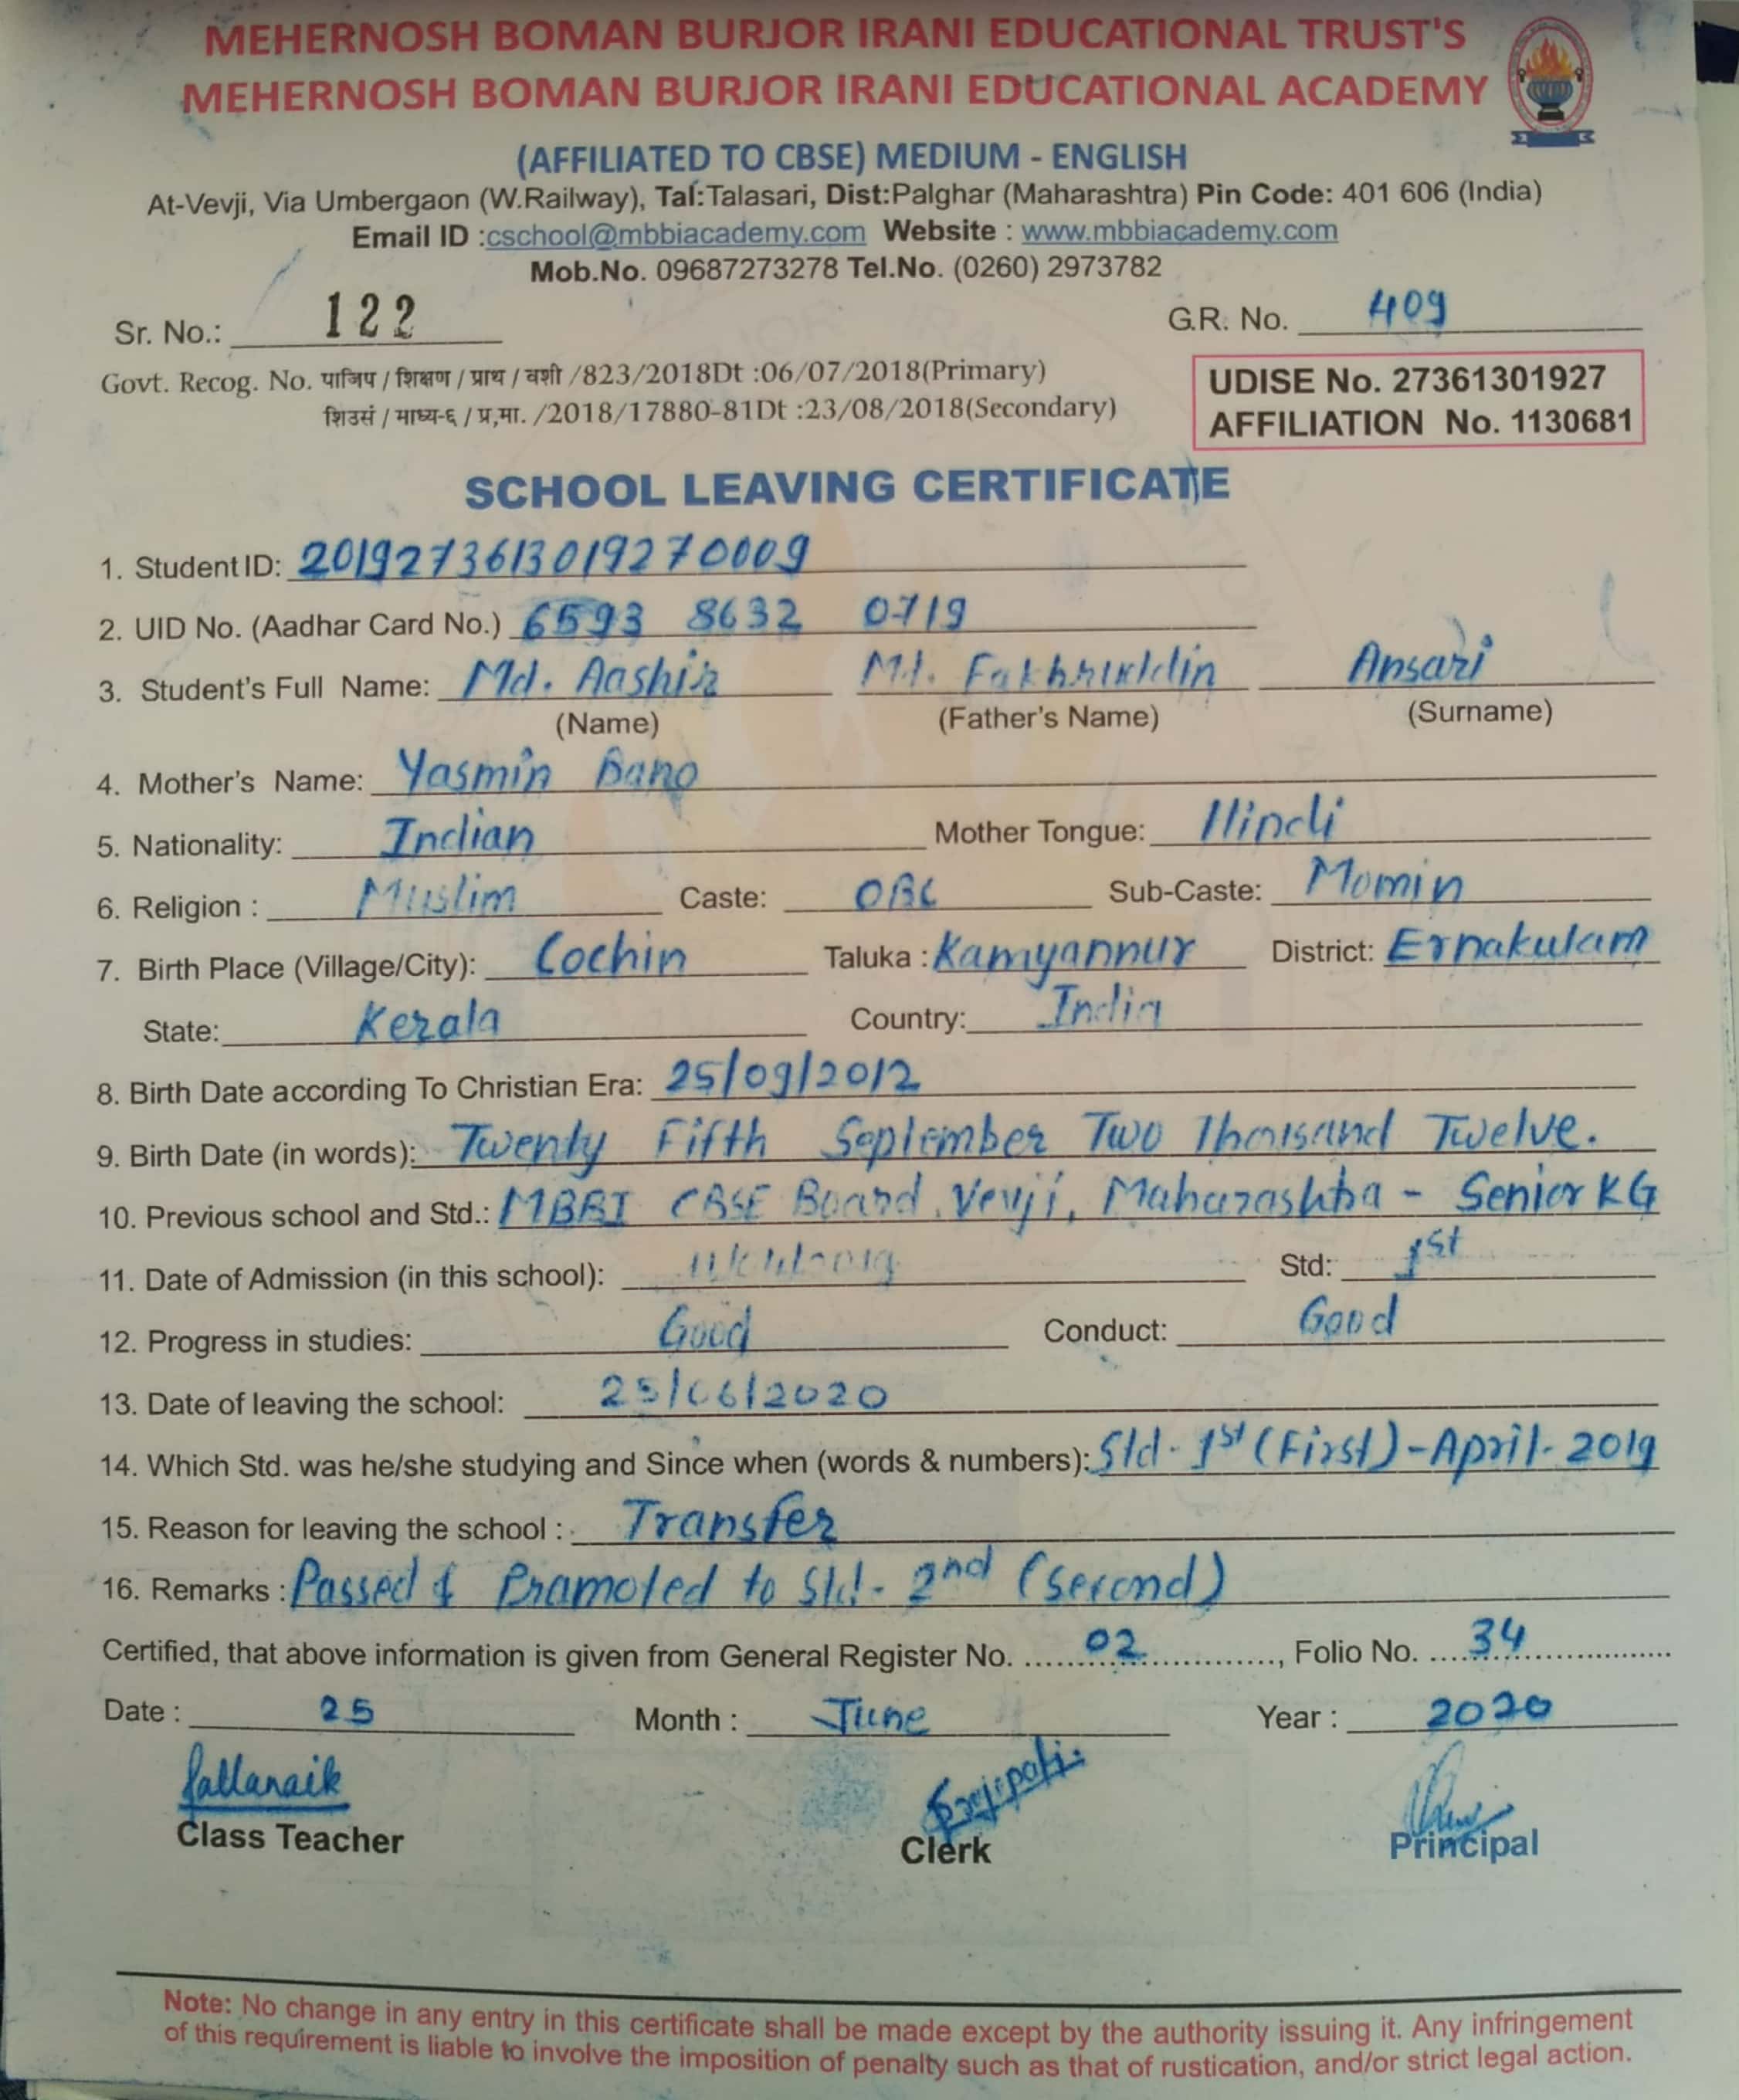 MEHERNOSH BOMAN BURJOR IRANI EDUCATIONAL TRUST'S
MEHERNOSH BOMAN BURJOR IRANI EDUCATIONAL ACADEMY
(AFFILIATED TO CBSE) MEDIUM - ENGLISH
At-Vevji, Via Umbergaon (W.Railway), Tal:Talasari, Dist:Palghar (Maharashtra) Pin Code: 401 606 (India)
Email ID :cschool@mbbiacademy.com Website : www.mbbiacademy.com
Mob.No. 09687273278 Tel.No. (0260) 2973782
Sr. No.: 122 G.R. No. 409
Govt. Recog. No. पाजिप / शिक्षण / प्राथ / वशी /823/2018Dt :06/07/2018(Primary)
शिउसं / माध्य-६ / प्र,मा. /2018/17880-81Dt :23/08/2018(Secondary)
UDISE No. 27361301927
AFFILIATION No. 1130681
SCHOOL LEAVING CERTIFICATE
1. Student ID: 2019273613019270009
2. UID No. (Aadhar Card No.) 6593 8632 0719
3. Student's Full Name: Md. Aashir Md. Fakhruddin Ansari
(Name) (Father's Name) (Surname)
4. Mother's Name: Yasmin Bano
5. Nationality: Indian Mother Tongue: Hindi
6. Religion : Muslim Caste: OBC Sub-Caste: Momin
7. Birth Place (Village/City): Cochin Taluka : Kamyannur District: Ernakulam
State: Kerala Country: India
8. Birth Date according To Christian Era: 25/09/2012
9. Birth Date (in words): Twenty Fifth September Two Thousand Twelve.
10. Previous school and Std.: MBBI CBSE Board, Vevji, Maharashtra - Senior KG
11. Date of Admission (in this school): Std: 1st
12. Progress in studies: Good Conduct: Good
13. Date of leaving the school: 25/06/2020
14. Which Std. was he/she studying and Since when (words & numbers): Std- 1st (First) - April- 2019
15. Reason for leaving the school : Transfer
16. Remarks : Passed & Pramoted to Std- 2nd (Second)
Certified, that above information is given from General Register No. 02, Folio No. 34
Date : 25 Month : June Year : 2020
Class Teacher Clerk Principal
Note: No change in any entry in this certificate shall be made except by the authority issuing it. Any infringement
of this requirement is liable to involve the imposition of penalty such as that of rustication, and/or strict legal action.